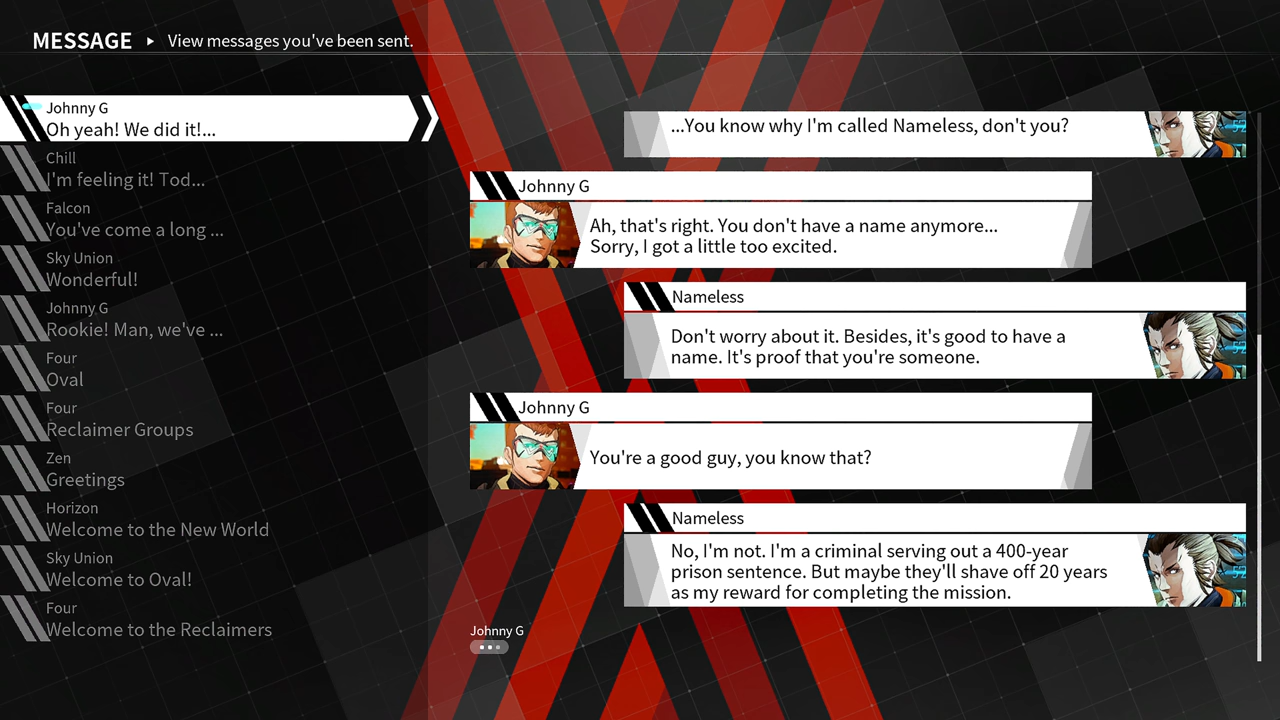 MESSAGE ▶ View messages you've been sent.
Johnny G
Oh yeah! We did it!...
Chill
I'm feeling it! Tod...
Falcon
You've come a long ...
Sky Union
Wonderful!
Johnny G
Rookie! Man, we've ...
Four
Oval
Four
Reclaimer Groups
Zen
Greetings
Horizon
Welcome to the New World
Sky Union
Welcome to Oval!
Four
Welcome to the Reclaimers
...You know why I'm called Nameless, don't you?
Johnny G
Ah, that's right. You don't have a name anymore...
Sorry, I got a little too excited.
Nameless
Don't worry about it. Besides, it's good to have a
name. It's proof that you're someone.
Johnny G
You're a good guy, you know that?
Nameless
No, I'm not. I'm a criminal serving out a 400-year
prison sentence. But maybe they'll shave off 20 years
as my reward for completing the mission.
Johnny G